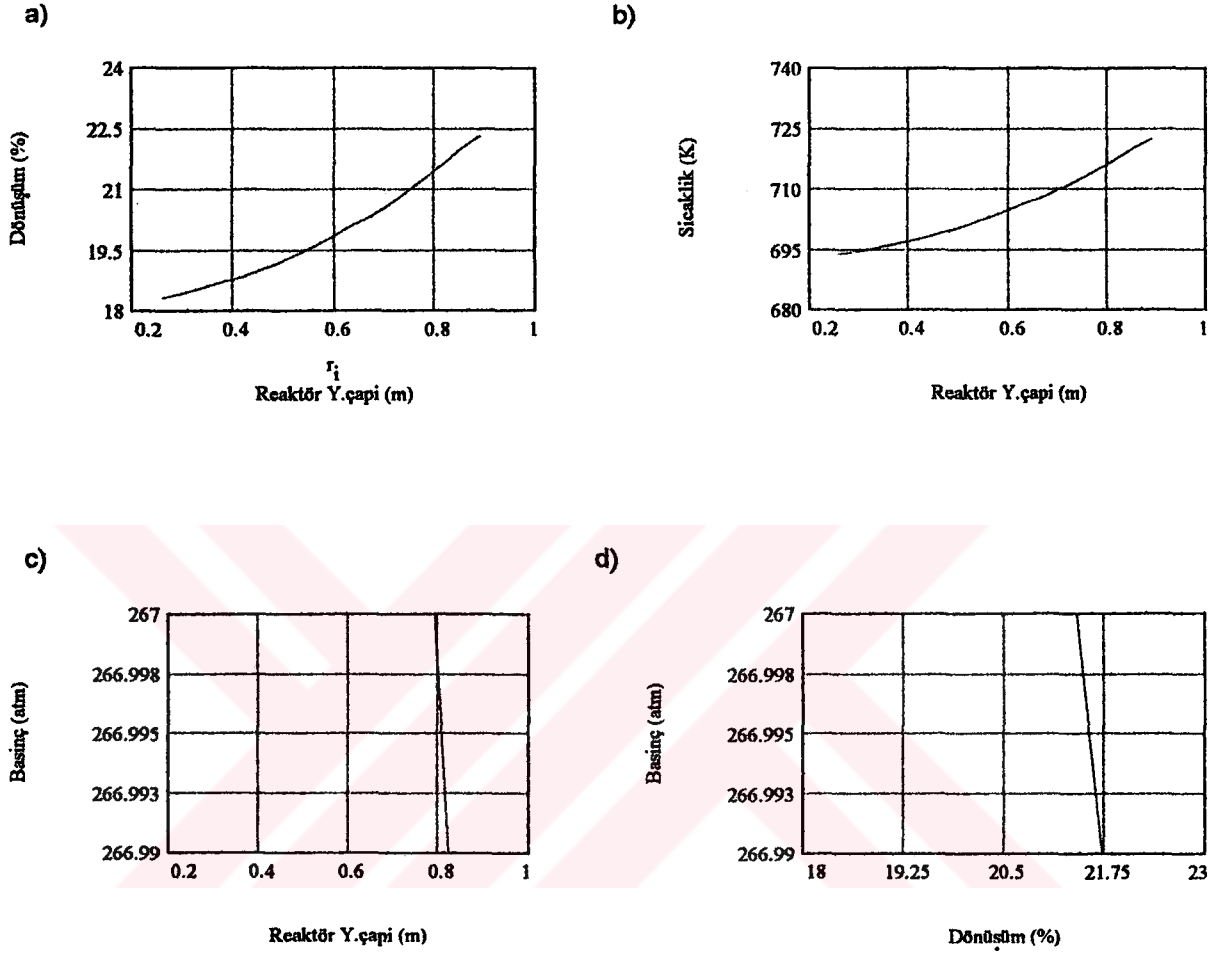 a)
Dönüşüm (%)
24
22.5
21
19.5
18
0.2 0.4 0.6 0.8 1
r i
Reaktör Y.çapi (m)
b)
Sicaklik (K)
740
725
710
695
680
0.2 0.4 0.6 0.8 1
Reaktör Y.çapi (m)
c)
Basinç (atm)
267
266.998
266.995
266.993
266.99
0.2 0.4 0.6 0.8 1
Reaktör Y.çapi (m)
d)
Basinç (atm)
267
266.998
266.995
266.993
266.99
18 19.25 20.5 21.75 23
Dönüşüm (%)